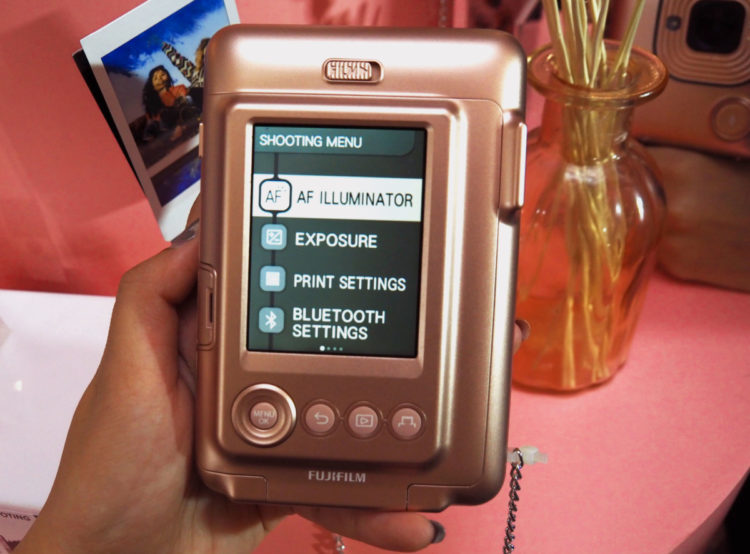 SHOOTING MENU
AF AF ILLUMINATOR
EXPOSURE
PRINT SETTINGS
BLUETOOTH
SETTINGS
MENU
OK
FUJIFILM